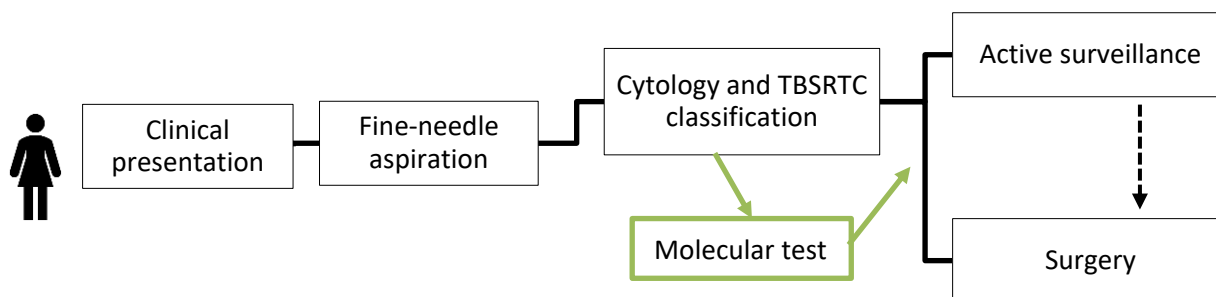 Clinical
presentation
Fine-needle
aspiration
Cytology and TBSRTC
classification
Molecular test
Active surveillance
Surgery